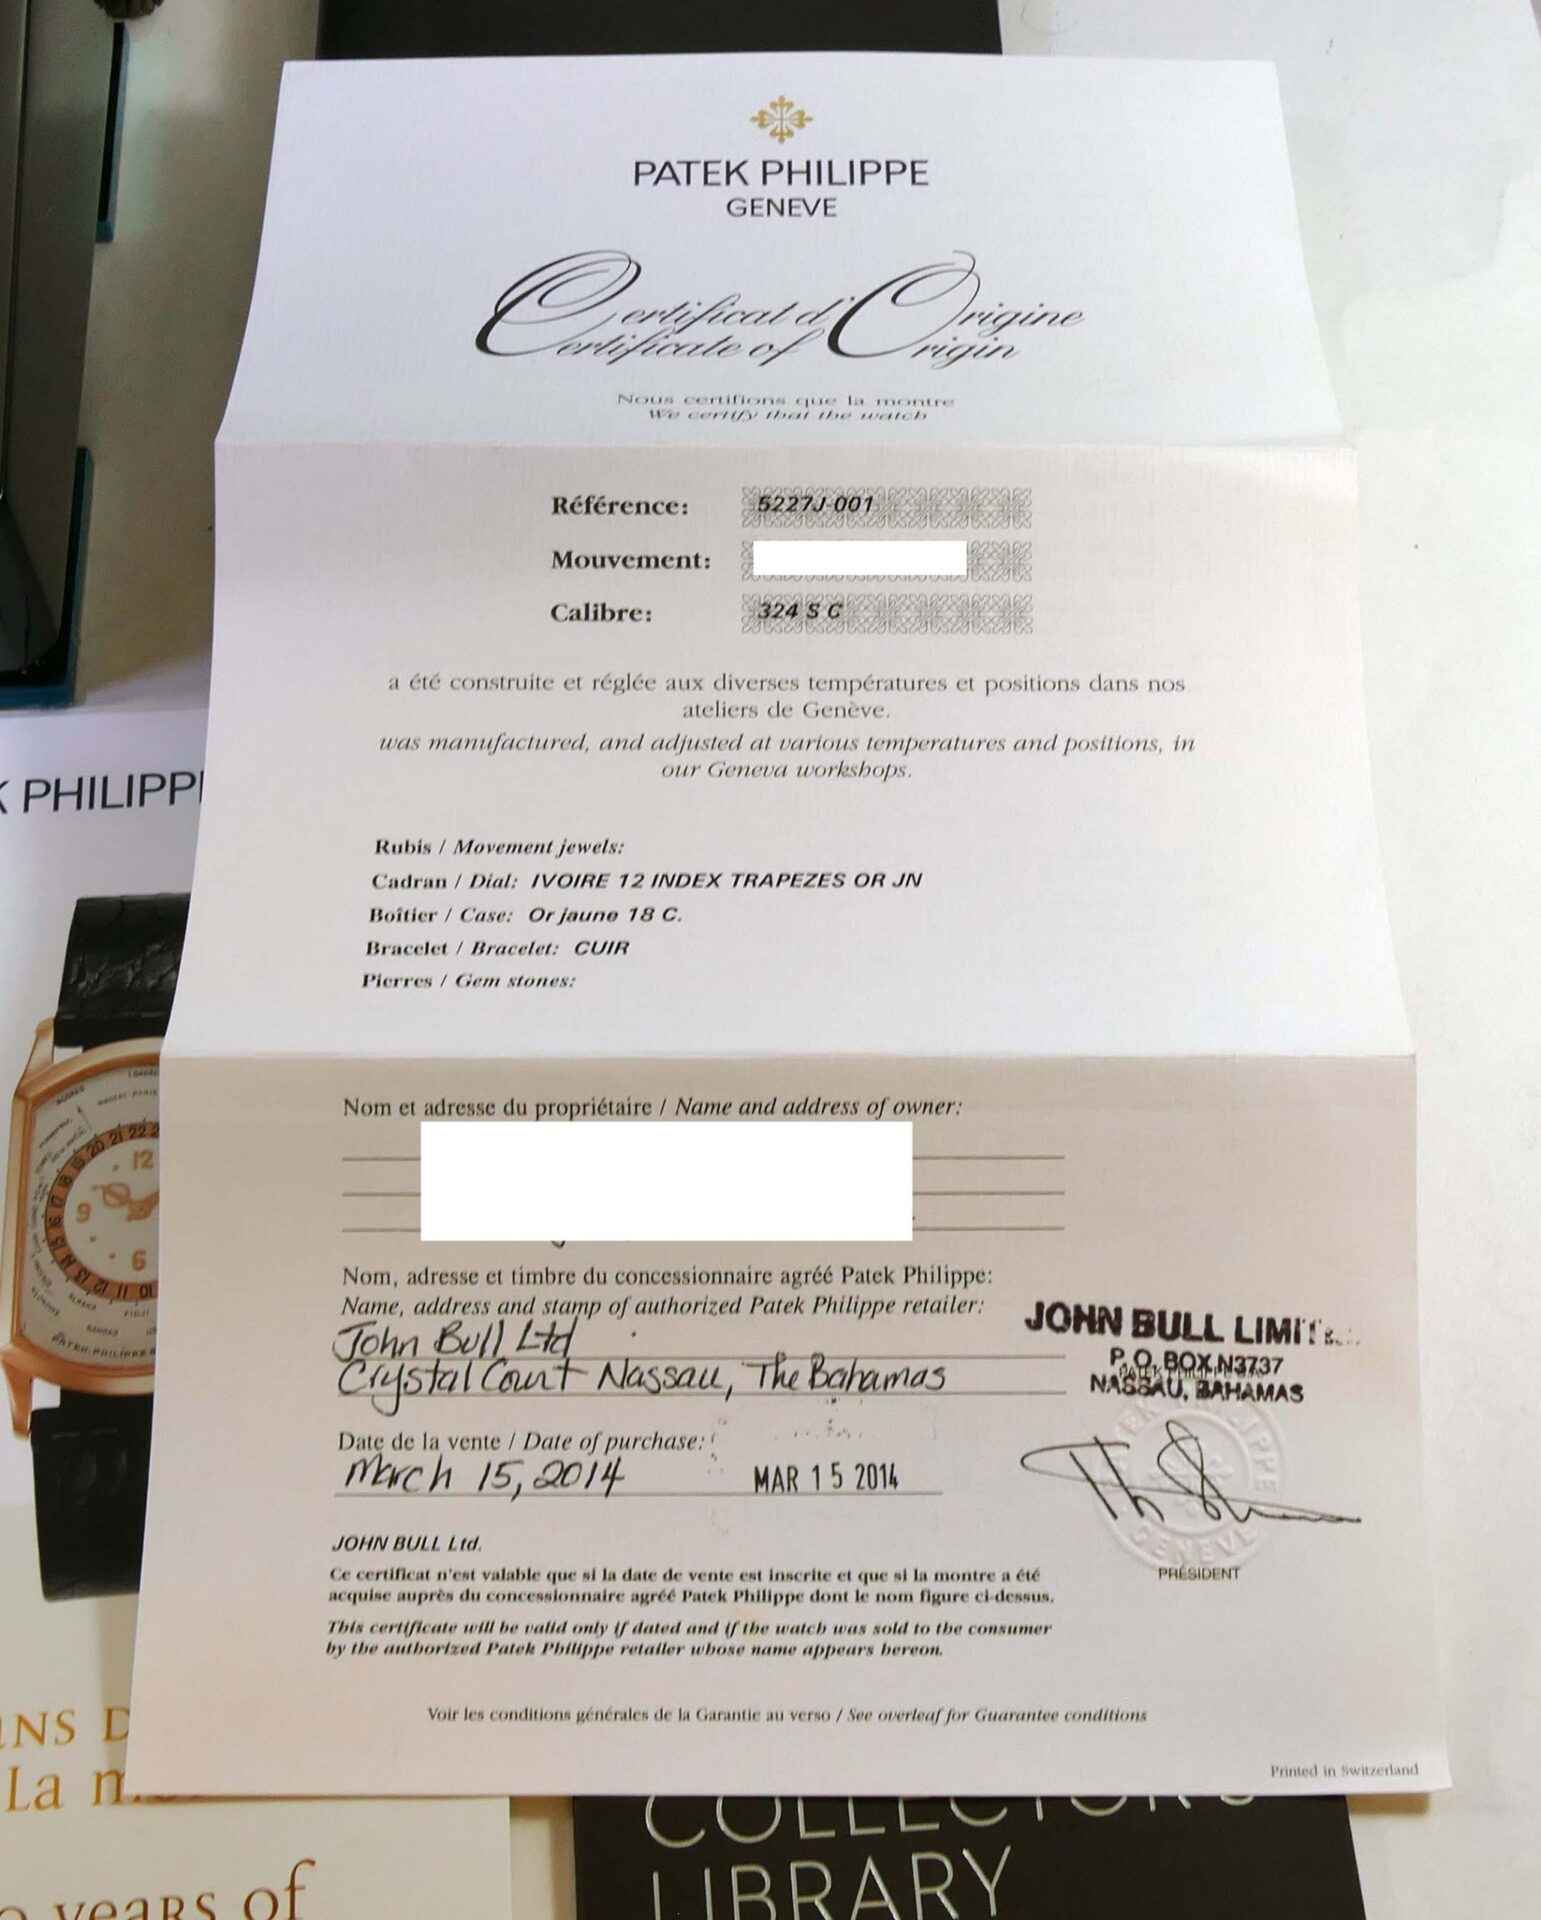 PATEK PHILIPPE
GENEVE
Certificat d'Origine
Certificate of Origin
Nous certifions que la montre
We certify that the watch
Référence: 5227J-001
Mouvement:
Calibre: 324 S C
a été construite et réglée aux diverses températures et positions dans nos
ateliers de Genève.
was manufactured, and adjusted at various temperatures and positions, in
our Geneva workshops.
Rubis / Movement jewels:
Cadran / Dial: IVOIRE 12 INDEX TRAPEZES OR JN
Boîtier / Case: Or jaune 18 C.
Bracelet / Bracelet: CUIR
Pierres / Gem stones:
Nom et adresse du propriétaire / Name and address of owner:
Nom, adresse et timbre du concessionnaire agréé Patek Philippe:
Name, address and stamp of authorized Patek Philippe retailer:
John Bull Ltd
Crystal Court Nassau, The Bahamas
JOHN BULL
P.O. BOX N3737
NASSAU, BAHAMAS
Date de la vente / Date of purchase:
March 15, 2014
MAR 15 2014
JOHN BULL Ltd.
Ce certificat n'est valable que si la date de vente est inscrite et que si la montre a été
acquise auprès du concessionnaire agréé Patek Philippe dont le nom figure ci-dessus.
This certificate will be valid only if dated and if the watch was sold to the consumer
by the authorized Patek Philippe retailer whose name appears hereon.
GENEVE
PRÉSIDENT
Voir les conditions générales de la Garantie au verso / See overleaf for Guarantee conditions
Printed in Switzerland
K PHILIPP
20 21 22
12
9
6
La
years of
COLLECTOR'S
LIBRARY